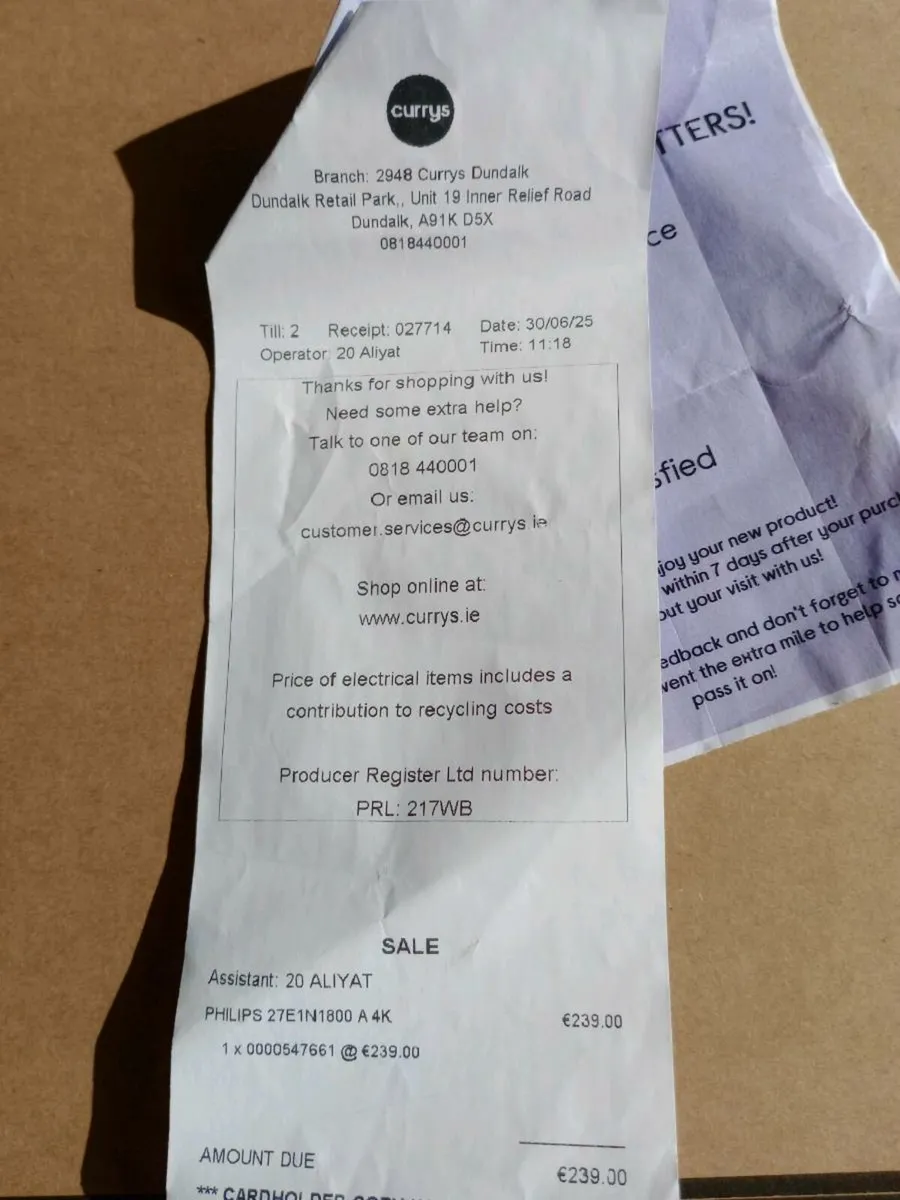 currys
Branch: 2948 Currys Dundalk
Dundalk Retail Park,, Unit 19 Inner Relief Road
Dundalk, A91K D5X
0818440001
Till: 2 Receipt: 027714 Date: 30/06/25
Operator: 20 Aliyat Time: 11:18
Thanks for shopping with us!
Need some extra help?
Talk to one of our team on:
0818 440001
Or email us:
customer.services@currys.ie
Shop online at:
www.currys.ie
Price of electrical items includes a
contribution to recycling costs
Producer Register Ltd number:
PRL: 217WB
SALE
Assistant: 20 ALIYAT
PHILIPS 27E1N1800 A 4K €239.00
1 x 0000547661 @ €239.00
AMOUNT DUE €239.00
*** CARDHOLDER COPY
TTERS!
ce
sfied
joy your new product!
within 7 days after your purch
out your visit with us!
edback and don't forget to
went the extra mile to help so
pass it on!